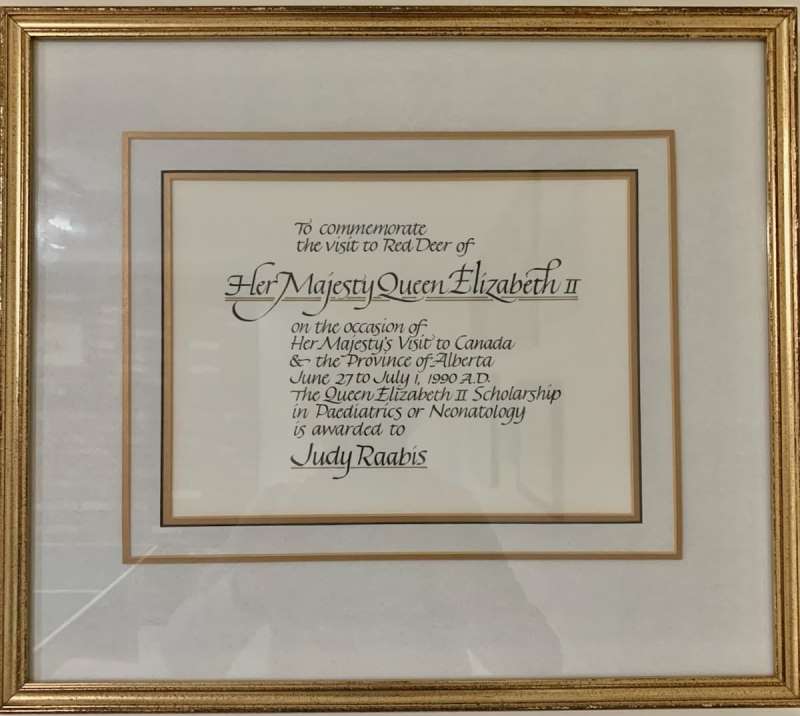 To commemorate
the visit to Red Deer of
Her Majesty Queen Elizabeth II
on the occasion of
Her Majesty's Visit to Canada
& the Province of Alberta
June 27 to July 1, 1990 A.D.
The Queen Elizabeth II Scholarship
in Paediatrics or Neonatology
is awarded to
Judy Raabis